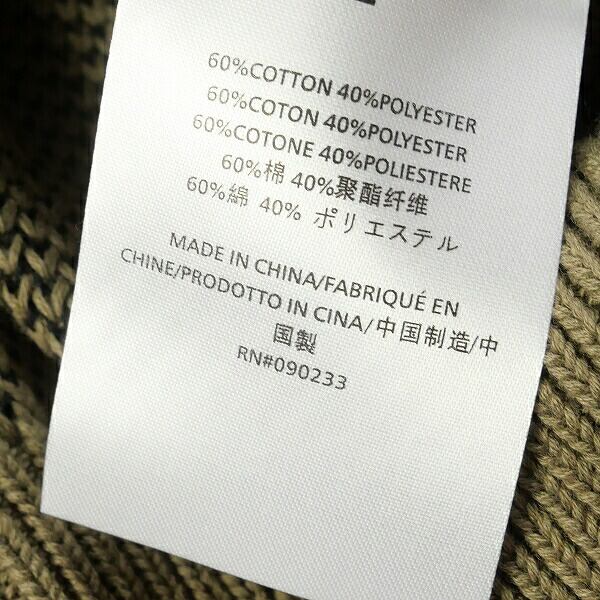 60%COTTON 40%POLYESTER
60%COTON 40%POLYESTER
60%COTONE 40%POLIESTERE
60%棉 40%聚酯纤维
60%綿 40% ポリエステル
MADE IN CHINA/FABRIQUÉ EN
CHINE/PRODOTTO IN CINA/中国制造/中
国製
RN#090233